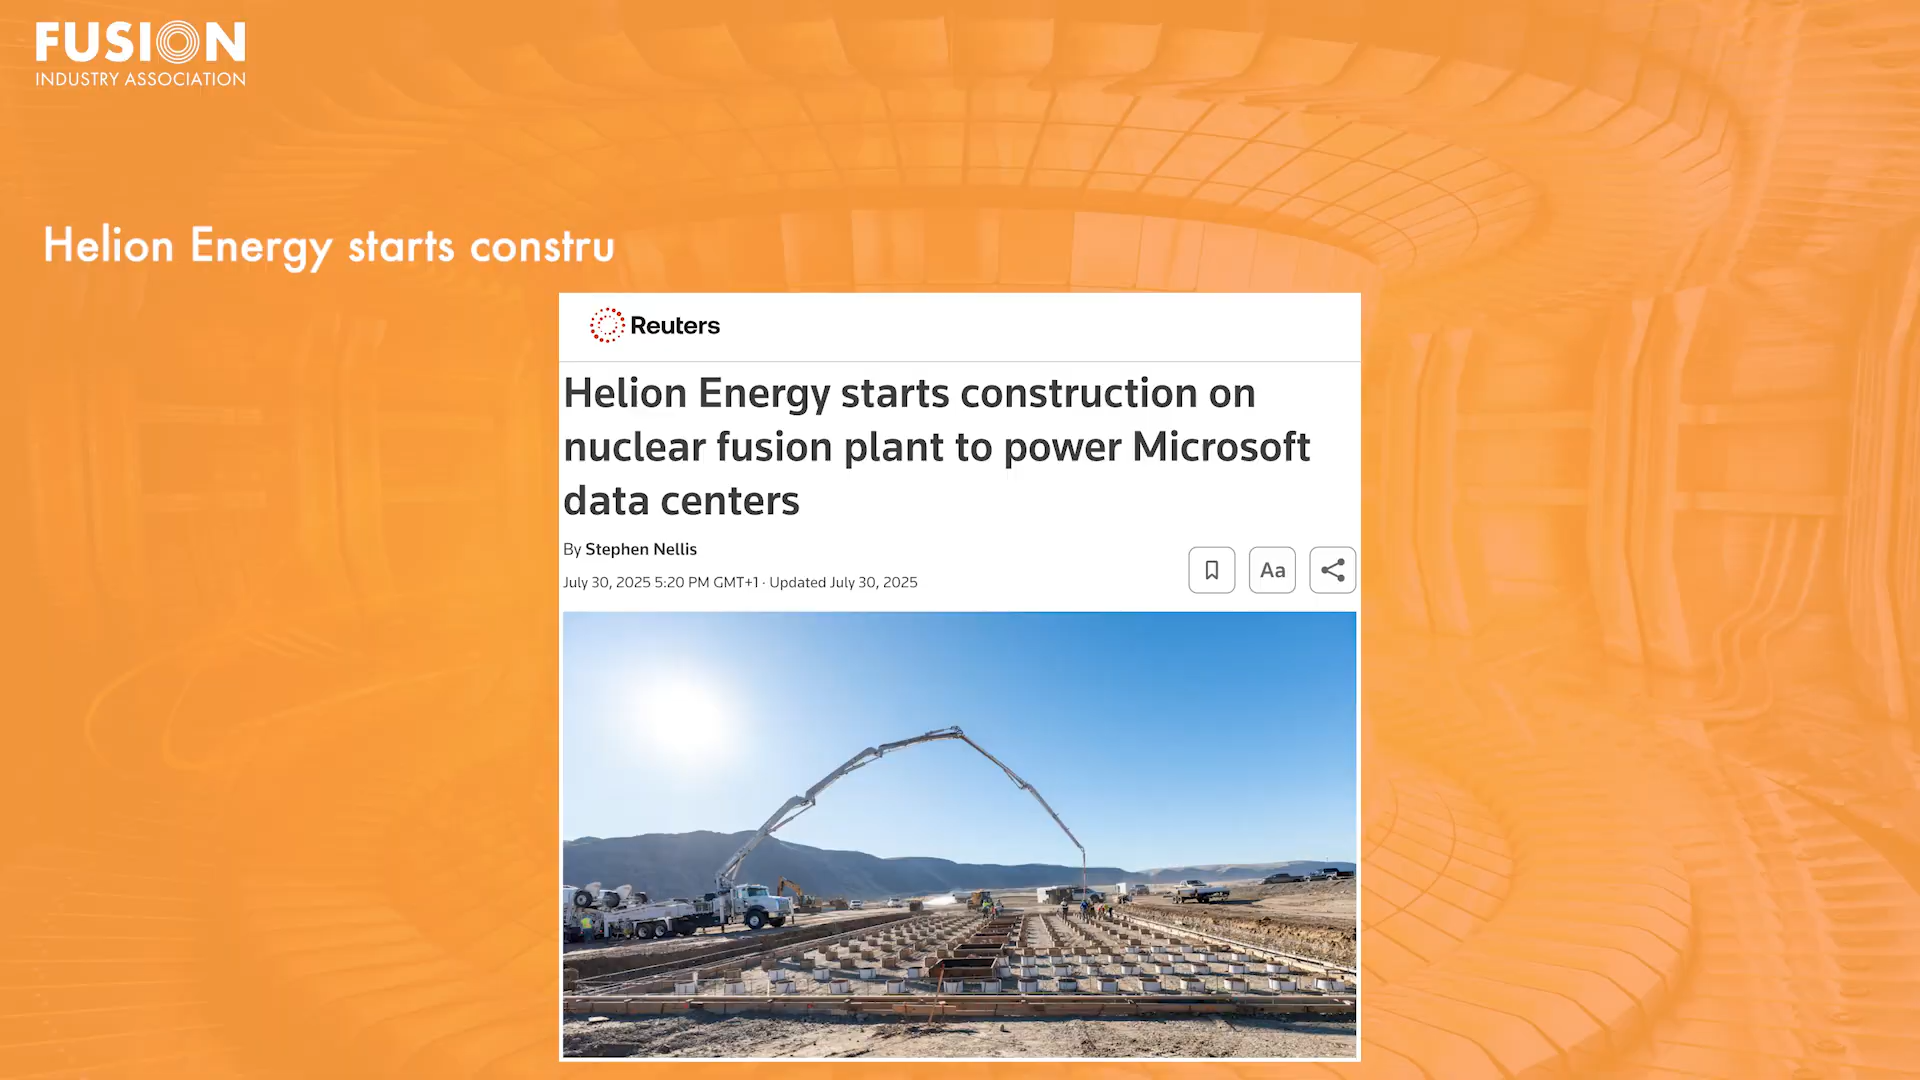 FUSION
INDUSTRY ASSOCIATION
Helion Energy starts constru
Reuters
Helion Energy starts construction on
nuclear fusion plant to power Microsoft
data centers
By Stephen Nellis
July 30, 2025 5:20 PM GMT+1 · Updated July 30, 2025
Aa